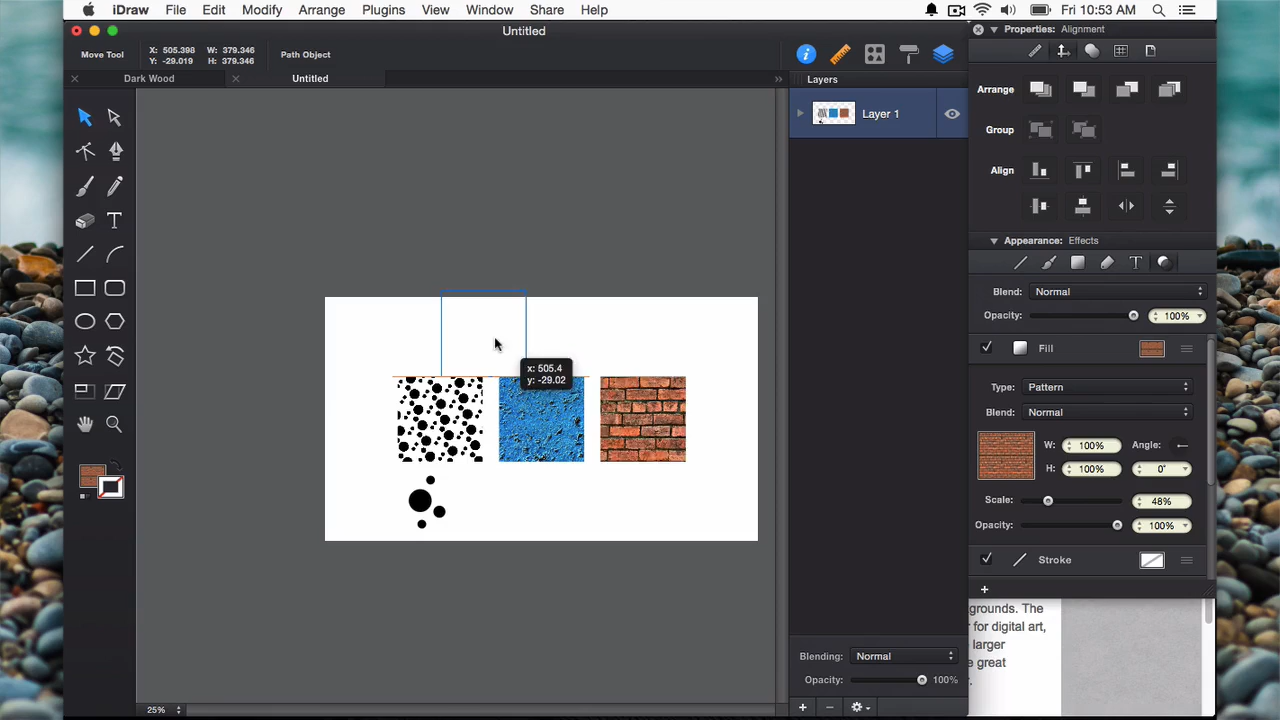 iDraw File Edit Modify Arrange Plugins View Window Share Help Fri 10:53 AM
Untitled
Properties: Alignment
Move Tool X: 505.398 W: 379.346 Path Object
Y: -29.019 H: 379.346
Dark Wood Untitled
Layers
Layer 1
Arrange
Group
Align
Appearance: Effects
Blend: Normal
Opacity: 100%
Fill
Type: Pattern
Blend: Normal
W: 100% Angle:
H: 100% 0°
Scale: 48%
Opacity: 100%
Stroke
x: 505.4
y: -29.02
grounds. The
for digital art,
larger
e great
Blending: Normal
Opacity: 100%
25%